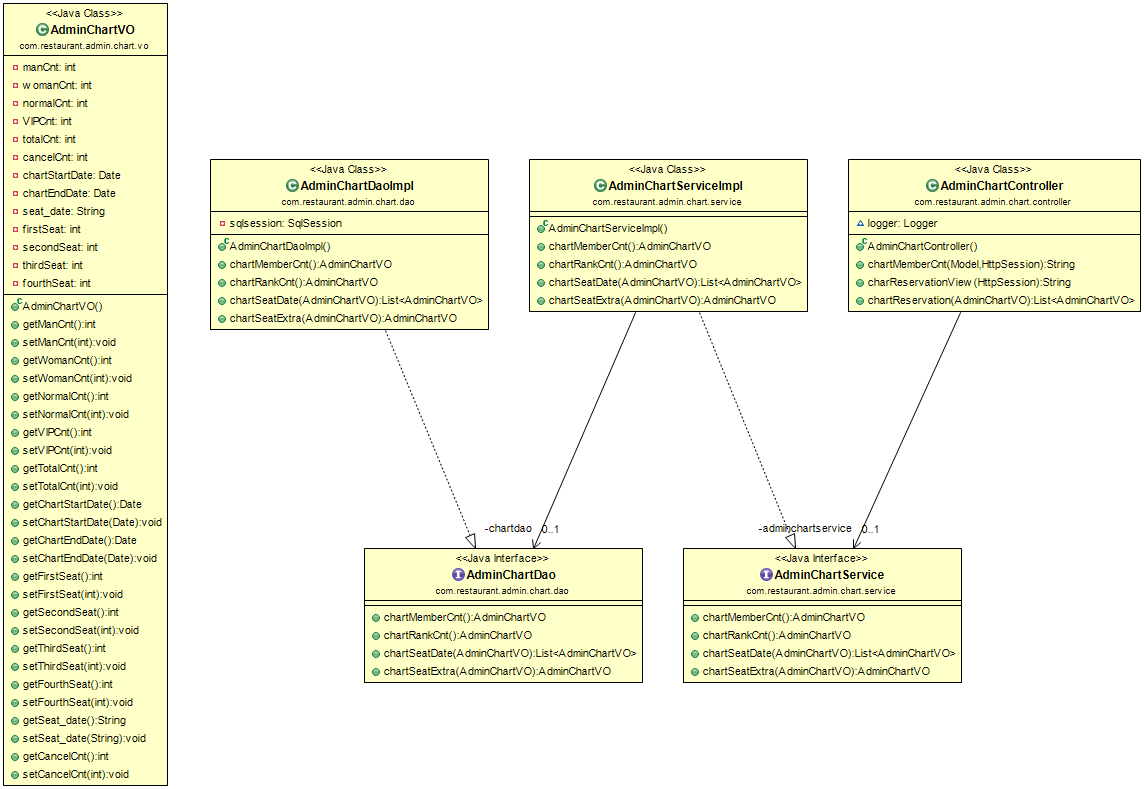 <<Java Class>>
AdminChartVO
com.restaurant.admin.chart.vo
manCnt: int
womanCnt: int
normalCnt: int
VIPCnt: int
totalCnt: int
cancelCnt: int
chartStartDate: Date
chartEndDate: Date
seat_date: String
firstSeat: int
secondSeat: int
thirdSeat: int
fourthSeat: int
AdminChartVO()
getManCnt():int
setManCnt(int):void
getWomanCnt():int
setWomanCnt(int):void
getNormalCnt():int
setNormalCnt(int):void
getVIPCnt():int
setVIPCnt(int):void
getTotalCnt():int
setTotalCnt(int):void
getChartStartDate():Date
setChartStartDate(Date):void
getChartEndDate():Date
setChartEndDate(Date):void
getFirstSeat():int
setFirstSeat(int):void
getSecondSeat():int
setSecondSeat(int):void
getThirdSeat():int
setThirdSeat(int):void
getFourthSeat():int
setFourthSeat(int):void
getSeat_date():String
setSeat_date(String):void
getCancelCnt():int
setCancelCnt(int):void
<<Java Class>>
AdminChartDaoImpl
com.restaurant.admin.chart.dao
sqlsession: SqlSession
AdminChartDaoImpl()
chartMemberCnt():AdminChartVO
chartRankCnt():AdminChartVO
chartSeatDate(AdminChartVO):List<AdminChartVO>
chartSeatExtra(AdminChartVO):AdminChartVO
<<Java Class>>
AdminChartServiceImpl
com.restaurant.admin.chart.service
AdminChartServiceImpl()
chartMemberCnt():AdminChartVO
chartRankCnt():AdminChartVO
chartSeatDate(AdminChartVO):List<AdminChartVO>
chartSeatExtra(AdminChartVO):AdminChartVO
<<Java Class>>
AdminChartController
com.restaurant.admin.chart.controller
logger: Logger
AdminChartController()
chartMemberCnt(Model,HttpSession):String
charReservationView(HttpSession):String
chartReservation(AdminChartVO):List<AdminChartVO>
-chartdao 0..1
-adminchartservice 0..1
<<Java Interface>>
AdminChartDao
com.restaurant.admin.chart.dao
chartMemberCnt():AdminChartVO
chartRankCnt():AdminChartVO
chartSeatDate(AdminChartVO):List<AdminChartVO>
chartSeatExtra(AdminChartVO):AdminChartVO
<<Java Interface>>
AdminChartService
com.restaurant.admin.chart.service
chartMemberCnt():AdminChartVO
chartRankCnt():AdminChartVO
chartSeatDate(AdminChartVO):List<AdminChartVO>
chartSeatExtra(AdminChartVO):AdminChartVO